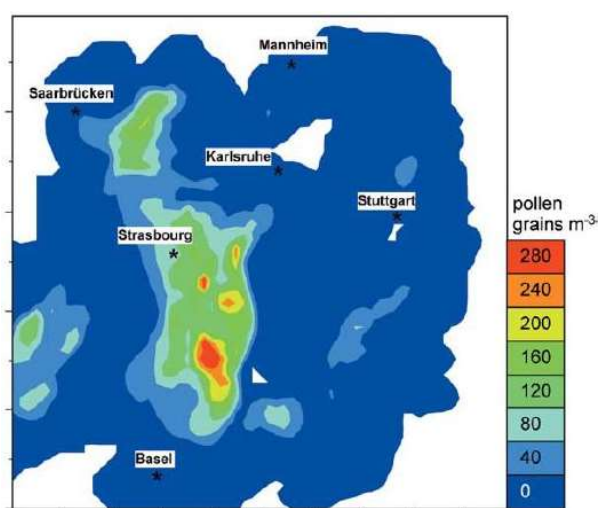 Mannheim
Saarbrücken
Karlsruhe
Stuttgart
Strasbourg
Basel
pollen
grains m-3
280
240
200
160
120
80
40
0